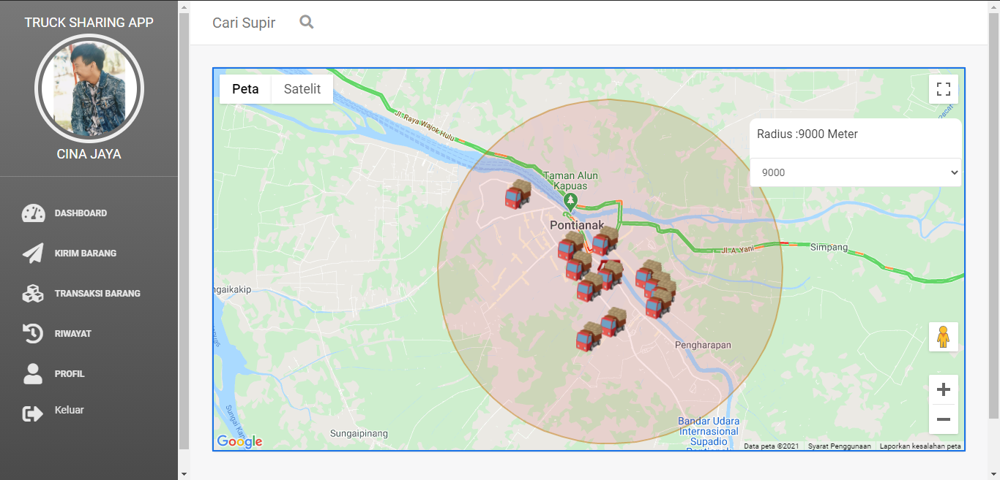 TRUCK SHARING APP
CINA JAYA
DASHBOARD
KIRIM BARANG
TRANSAKSI BARANG
RIWAYAT
PROFIL
Keluar
Cari Supir
Peta
Satelit
Radius :9000 Meter
9000
Jl. Raya Wajok Hulu
Taman Alun
Kapuas
Pontianak
Jl. A. Yani
Simpang
ngaikakip
Pengharapan
Sungaipinang
Bandar Udara
Internasional
Supadio
Google
Data peta ©2021
Syarat Penggunaan
Laporkan kesalahan peta